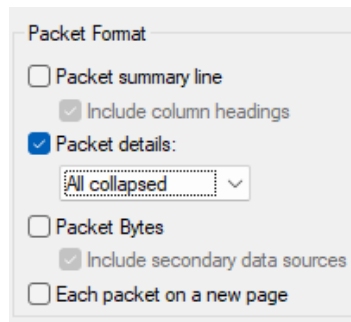 Packet Format
Packet summary line
Include column headings
Packet details:
All collapsed
Packet Bytes
Include secondary data sources
Each packet on a new page